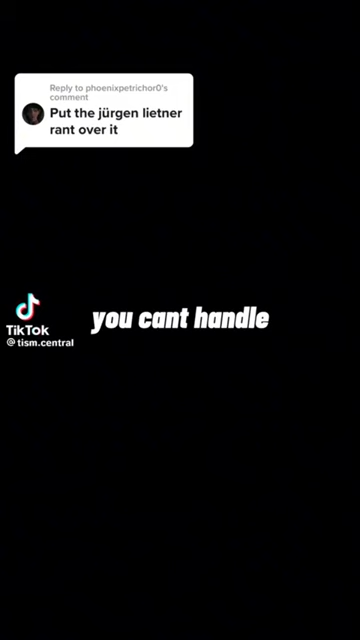 Reply to phoenixpetrichor0's
comment
Put the jürgen lietner
rant over it
you cant handle
TikTok
@tism.central